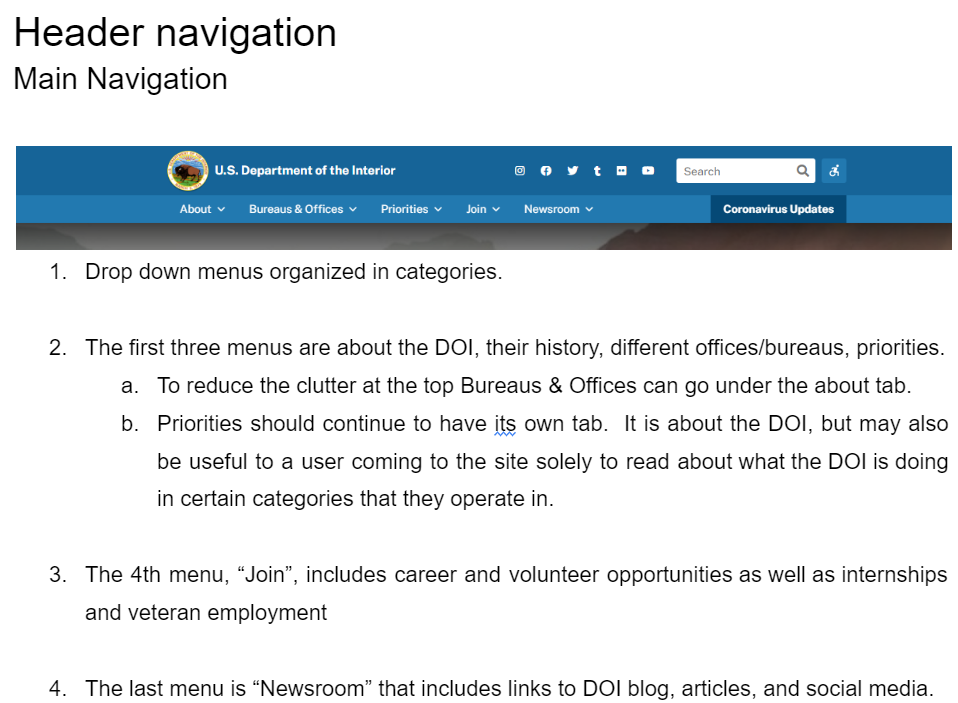 Header navigation
Main Navigation
U.S. Department of the Interior
Search
About
Bureaus & Offices
Priorities
Join
Newsroom
Coronavirus Updates
1. Drop down menus organized in categories.
2. The first three menus are about the DOI, their history, different offices/bureaus, priorities.
a. To reduce the clutter at the top Bureaus & Offices can go under the about tab.
b. Priorities should continue to have its own tab. It is about the DOI, but may also
be useful to a user coming to the site solely to read about what the DOI is doing
in certain categories that they operate in.
3. The 4th menu, “Join”, includes career and volunteer opportunities as well as internships
and veteran employment
4. The last menu is “Newsroom” that includes links to DOI blog, articles, and social media.